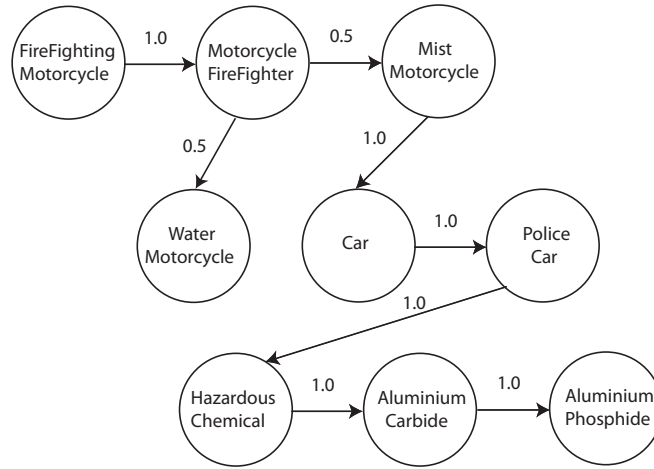 1.0
0.5
FireFighting
Motorcycle
Motorcycle
FireFighter
Mist
Motorcycle
0.5
1.0
Water
Motorcycle
Car
1.0
Police
Car
1.0
Hazardous
Chemical
1.0
Aluminium
Carbide
1.0
Aluminium
Phosphide